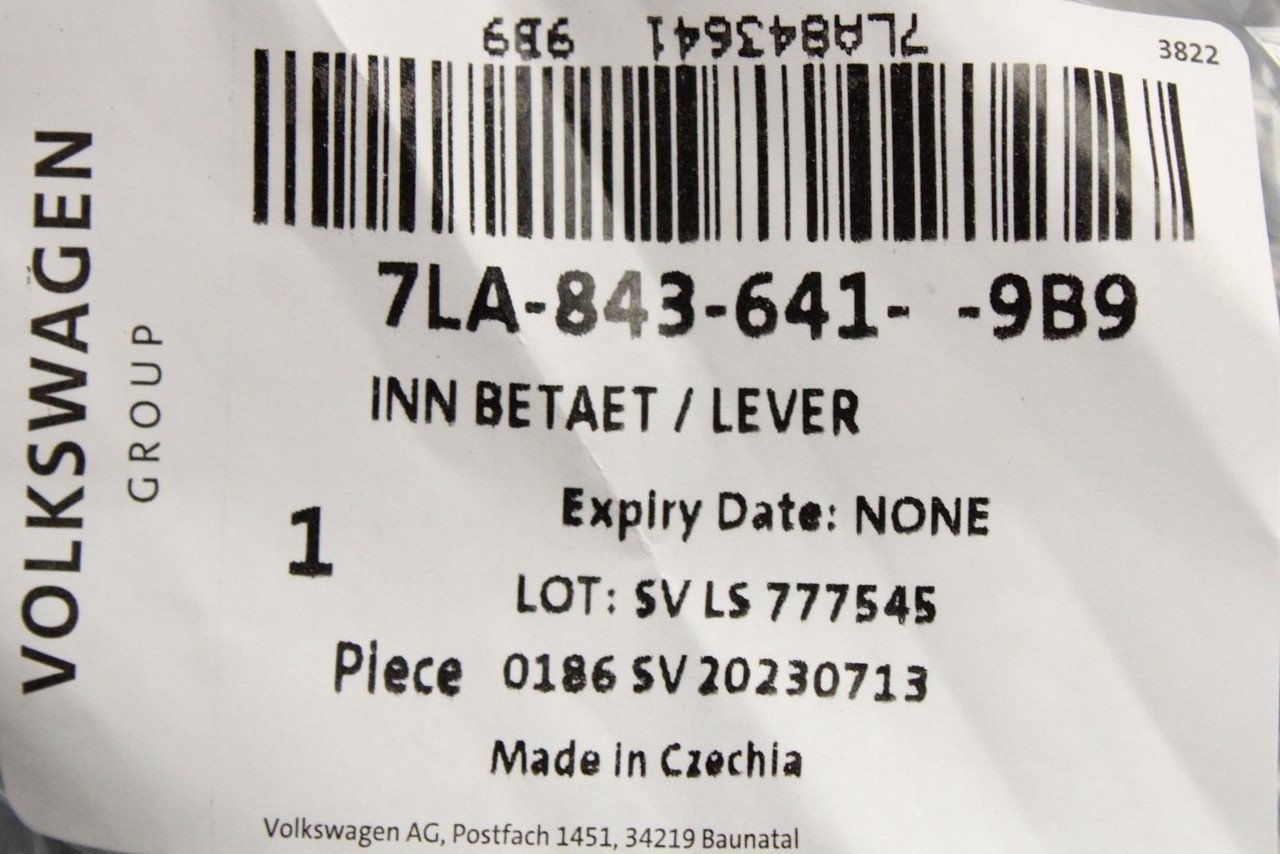 7LA843641 9B9
3822
VOLKSWAGEN
GROUP
7LA-843-641- -9B9
INN BETAET / LEVER
Expiry Date: NONE
1
LOT: SV LS 777545
Piece 0186 SV 20230713
Made in Czechia
Volkswagen AG, Postfach 1451, 34219 Baunatal